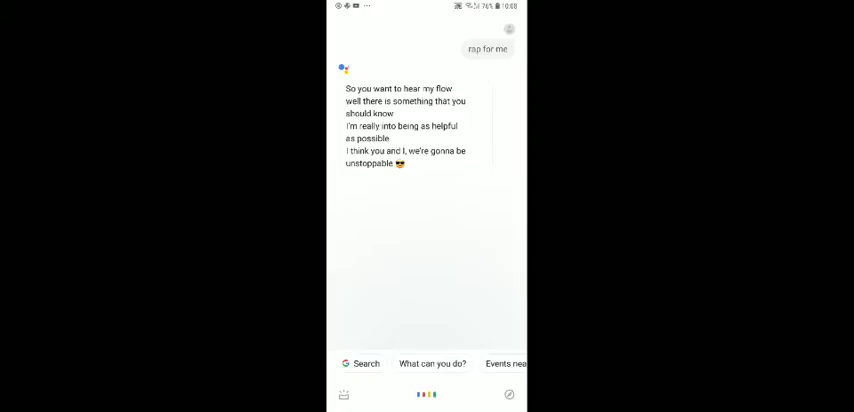 76% 10:08
rap for me
So you want to hear my flow
well there is something that you
should know
I'm really into being as helpful
as possible
I think you and I, we're gonna be
unstoppable 😎
Search What can you do? Events nea